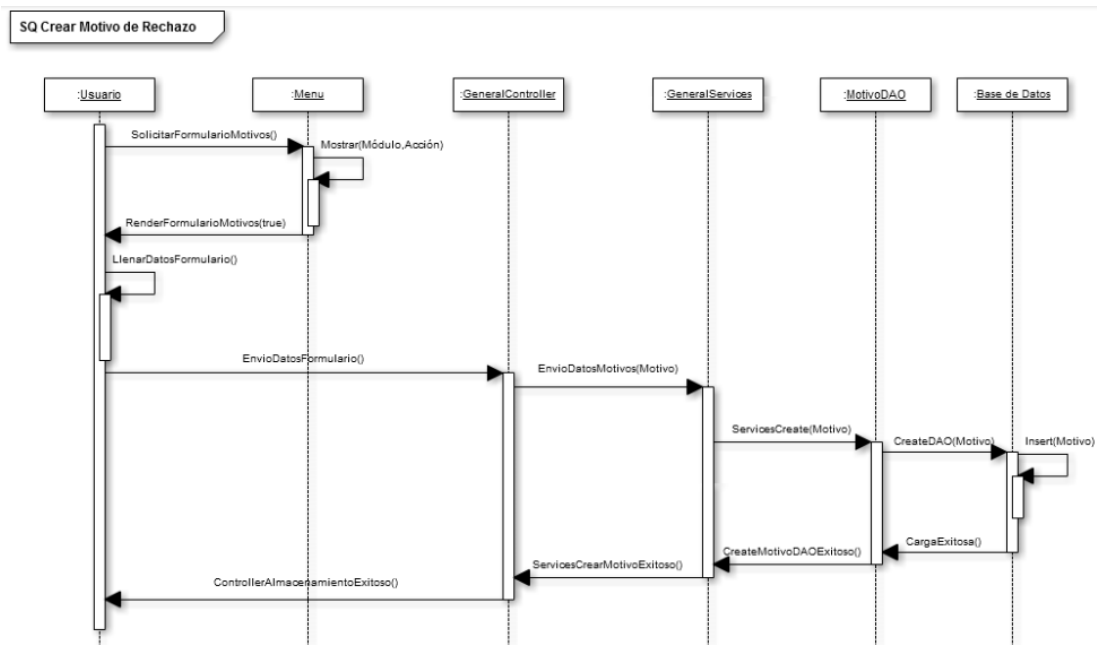 SQ Crear Motivo de Rechazo
:Usuario
:Menu
:GeneralController
:GeneralServices
:MotivoDAO
:Base de Datos
SolicitarFormularioMotivos()
Mostrar(Módulo,Acción)
RenderFormularioMotivos(true)
LlenarDatosFormulario()
EnvioDatosFormulario()
EnvioDatosMotivos(Motivo)
ServicesCreate(Motivo)
CreateDAO(Motivo)
Insert(Motivo)
CargaExitosa()
CreateMotivoDAOExitoso()
ServicesCrearMotivoExitoso()
ControllerAlmacenamientoExitoso()